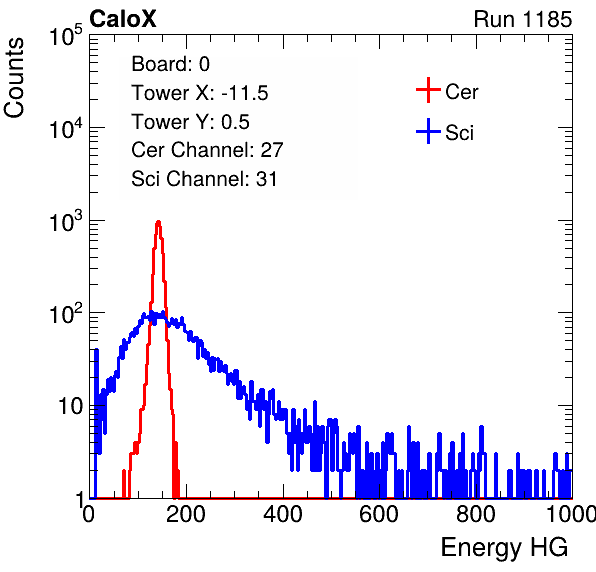 CaloX Run 1185
Counts
10^5
10^4
10^3
10^2
10
1
Board: 0
Tower X: -11.5
Tower Y: 0.5
Cer Channel: 27
Sci Channel: 31
Cer
Sci
0 200 400 600 800 1000
Energy HG